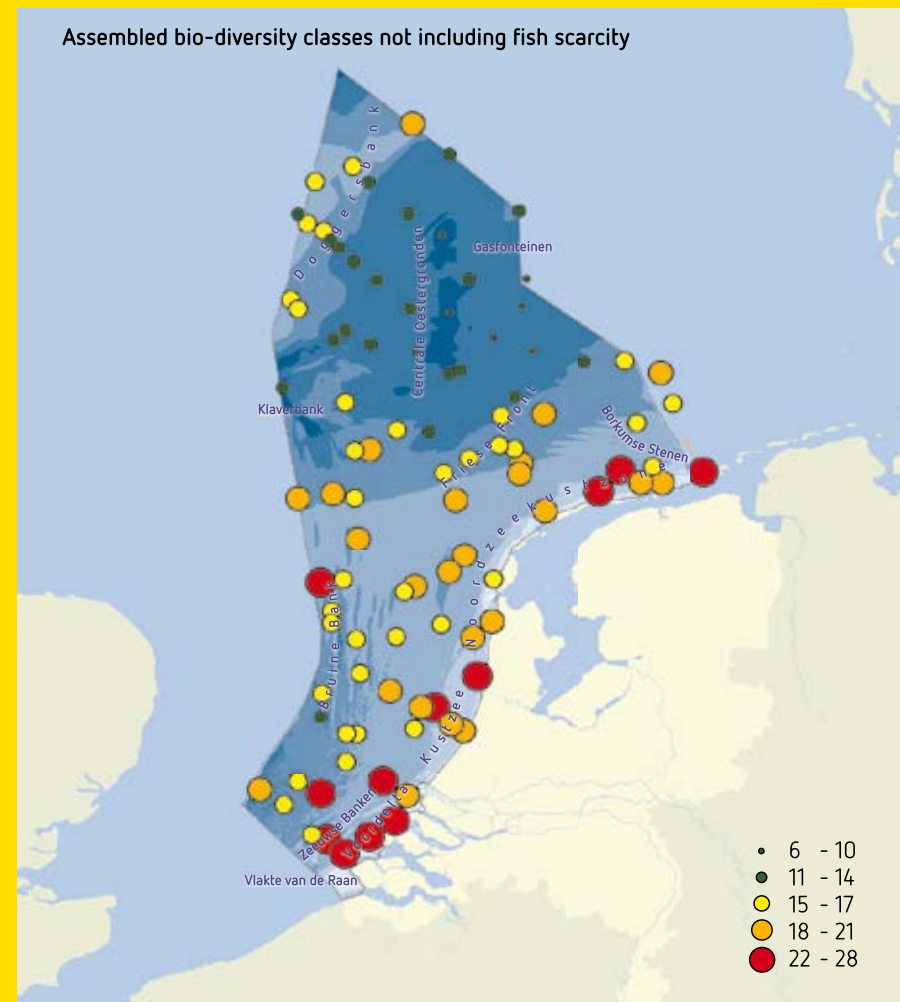 Assembled bio-diversity classes not including fish scarcity
Doggersbank
Gasfonteinen
Centrale Oestergronden
Klaverbank
Friese Front
Borkumse Stenen
Noordzeekustzone
Bruine Bank
Kustzee
Zeeuwse Banken
Voordelta
Vlakte van de Raan
6 - 10
11 - 14
15 - 17
18 - 21
22 - 28